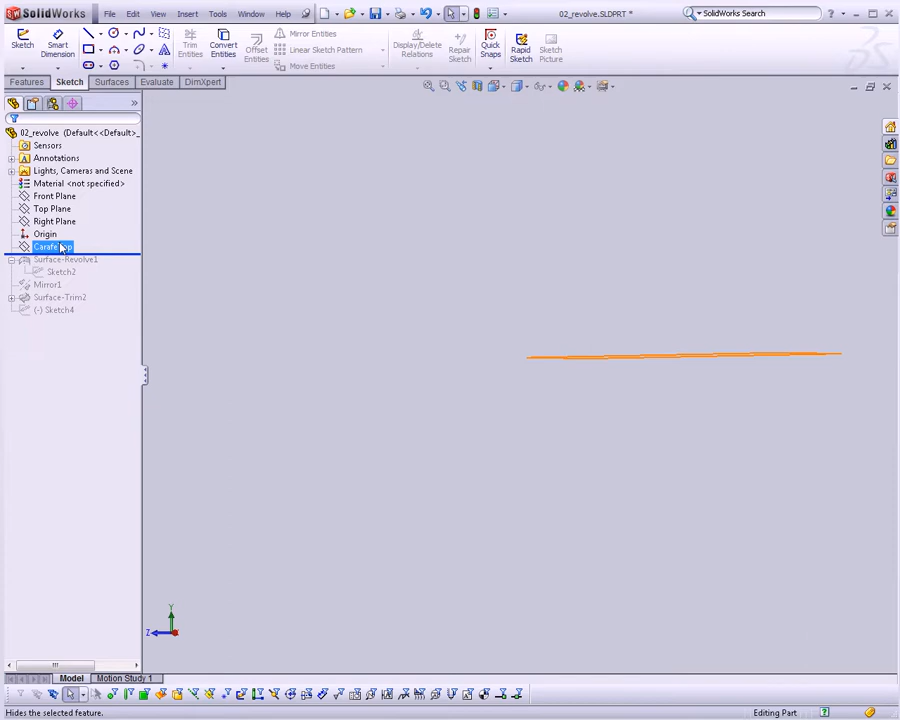 SolidWorks
File Edit View Insert Tools Window Help
02_revolve.SLDPRT *
SolidWorks Search
Sketch
Smart Dimension
Trim Entities
Convert Entities
Offset Entities
Mirror Entities
Linear Sketch Pattern
Move Entities
Display/Delete Relations
Repair Sketch
Quick Snaps
Rapid Sketch
Sketch Picture
Features Sketch Surfaces Evaluate DimXpert
02_revolve (Default<<Default>_
Sensors
Annotations
Lights, Cameras and Scene
Material <not specified>
Front Plane
Top Plane
Right Plane
Origin
Surface-Revolve1
Sketch2
Mirror1
Surface-Trim2
(-) Sketch4
Y
Z
Model Motion Study 1
Hides the selected feature.
Editing Part